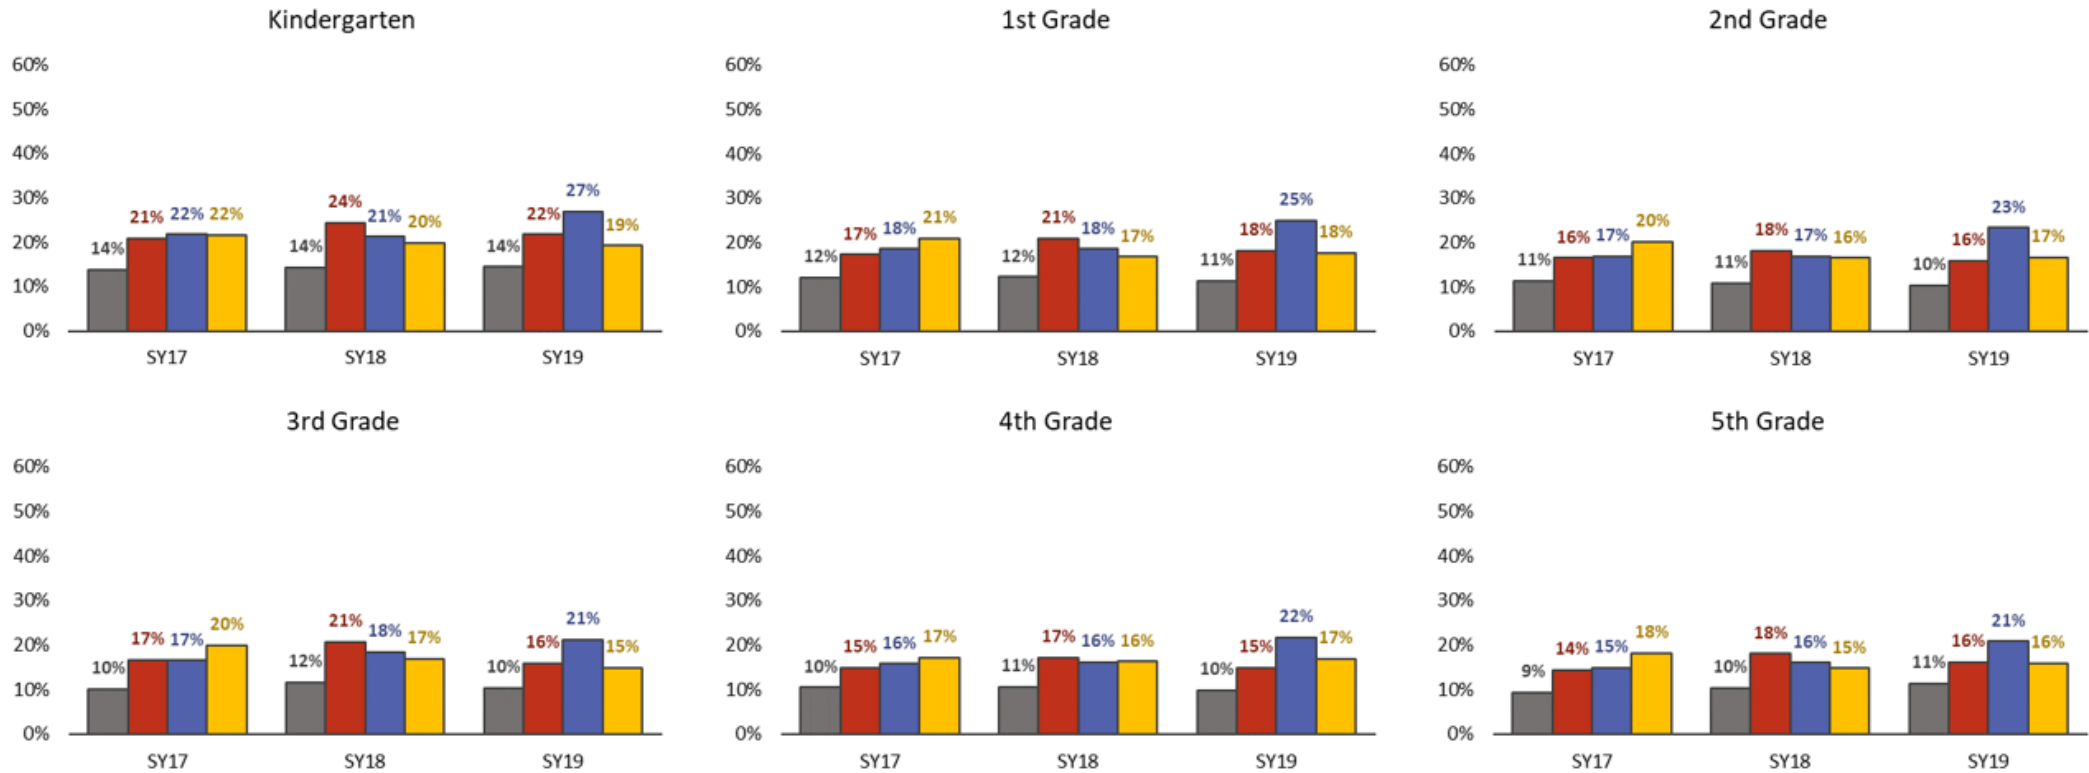 Kindergarten
60%
50%
40%
30%
20%
10%
0%
14% 21% 22% 22%
14% 24% 21% 20%
14% 22% 27% 19%
SY17 SY18 SY19
1st Grade
60%
50%
40%
30%
20%
10%
0%
12% 17% 18% 21%
12% 21% 18% 17%
11% 18% 25% 18%
SY17 SY18 SY19
2nd Grade
60%
50%
40%
30%
20%
10%
0%
11% 16% 17% 20%
11% 18% 17% 16%
10% 16% 23% 17%
SY17 SY18 SY19
3rd Grade
60%
50%
40%
30%
20%
10%
0%
10% 17% 17% 20%
12% 21% 18% 17%
10% 16% 21% 15%
SY17 SY18 SY19
4th Grade
60%
50%
40%
30%
20%
10%
0%
10% 15% 16% 17%
11% 17% 16% 16%
10% 15% 22% 17%
SY17 SY18 SY19
5th Grade
60%
50%
40%
30%
20%
10%
0%
9% 14% 15% 18%
10% 18% 16% 15%
11% 16% 21% 16%
SY17 SY18 SY19